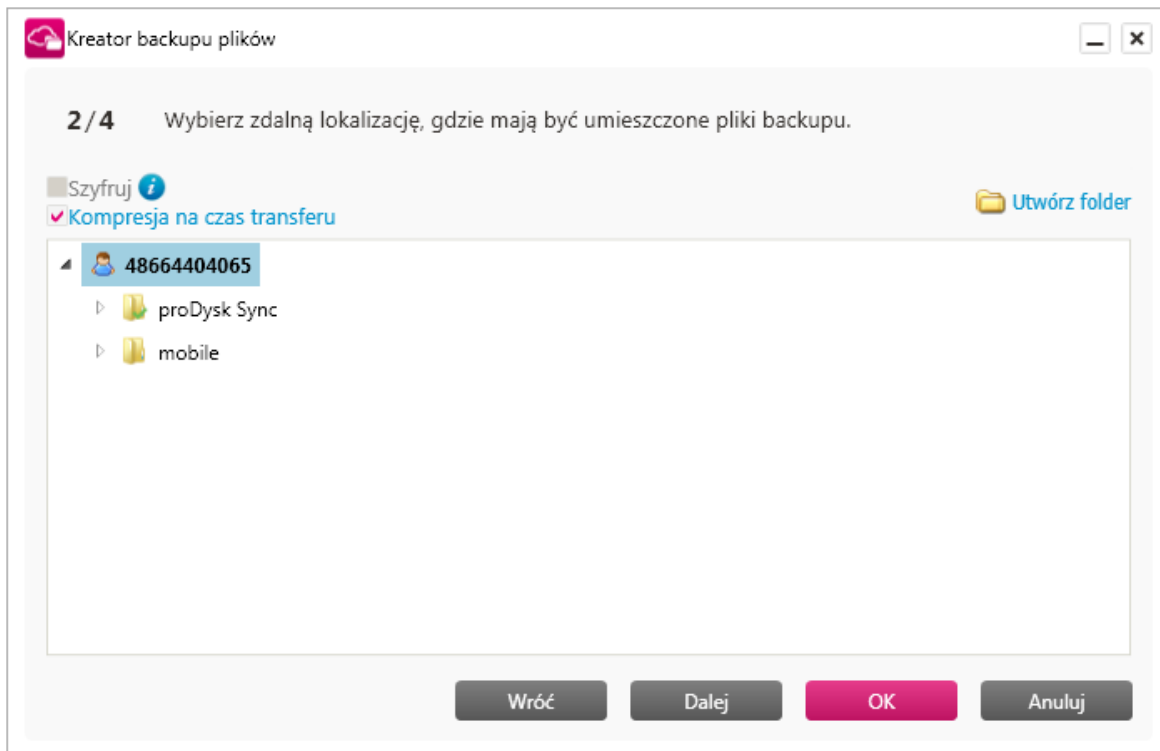 Kreator backupu plików
2/4 Wybierz zdalną lokalizację, gdzie mają być umieszczone pliki backupu.
Szyfruj
Utwórz folder
Kompresja na czas transferu
48664404065
proDysk Sync
mobile
Wróć Dalej OK Anuluj